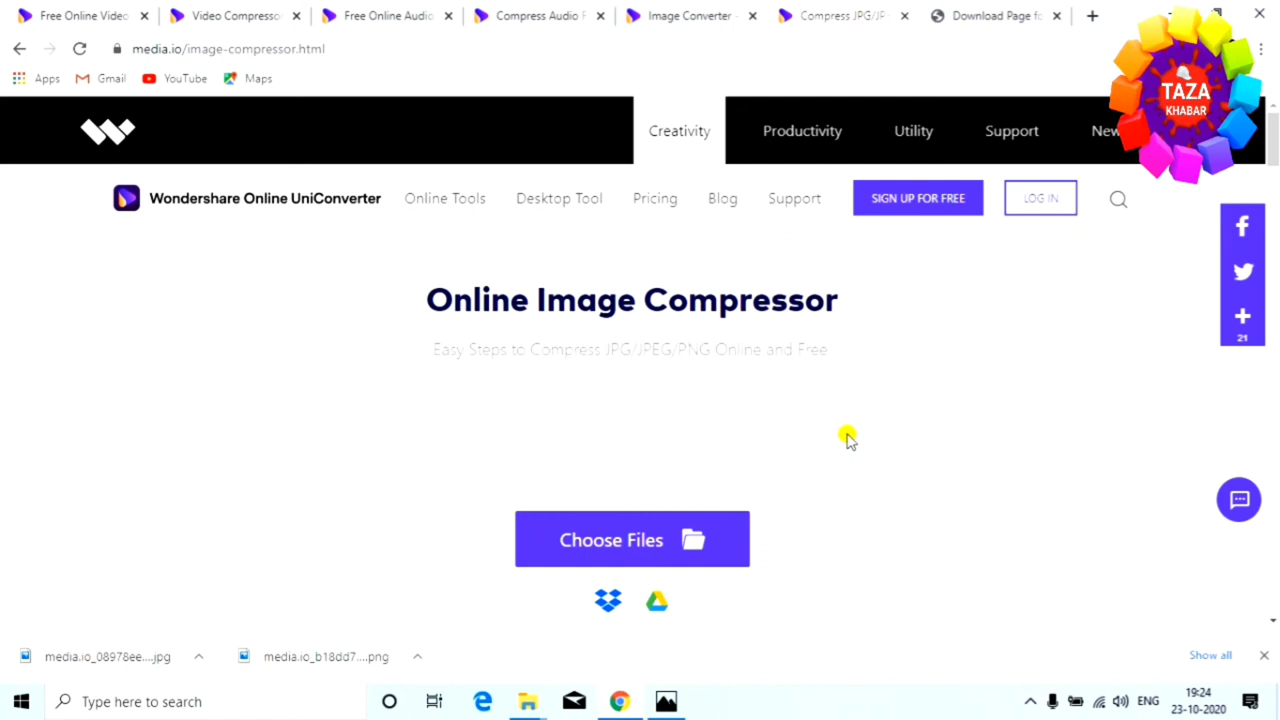 Free Online Video
Video Compresso
Free Online Audio
Compress Audio F
Image Converter -
Compress JPG/JP
Download Page fo
media.io/image-compressor.html
Apps
Gmail
YouTube
Maps
TAZA
KHABAR
Creativity
Productivity
Utility
Support
New
Wondershare Online UniConverter
Online Tools
Desktop Tool
Pricing
Blog
Support
SIGN UP FOR FREE
LOG IN
Online Image Compressor
Easy Steps to Compress JPG/JPEG/PNG Online and Free
21
Choose Files
media.io_08978ee....jpg
media.io_b18dd7....png
Show all
Type here to search
ENG
19:24
23-10-2020